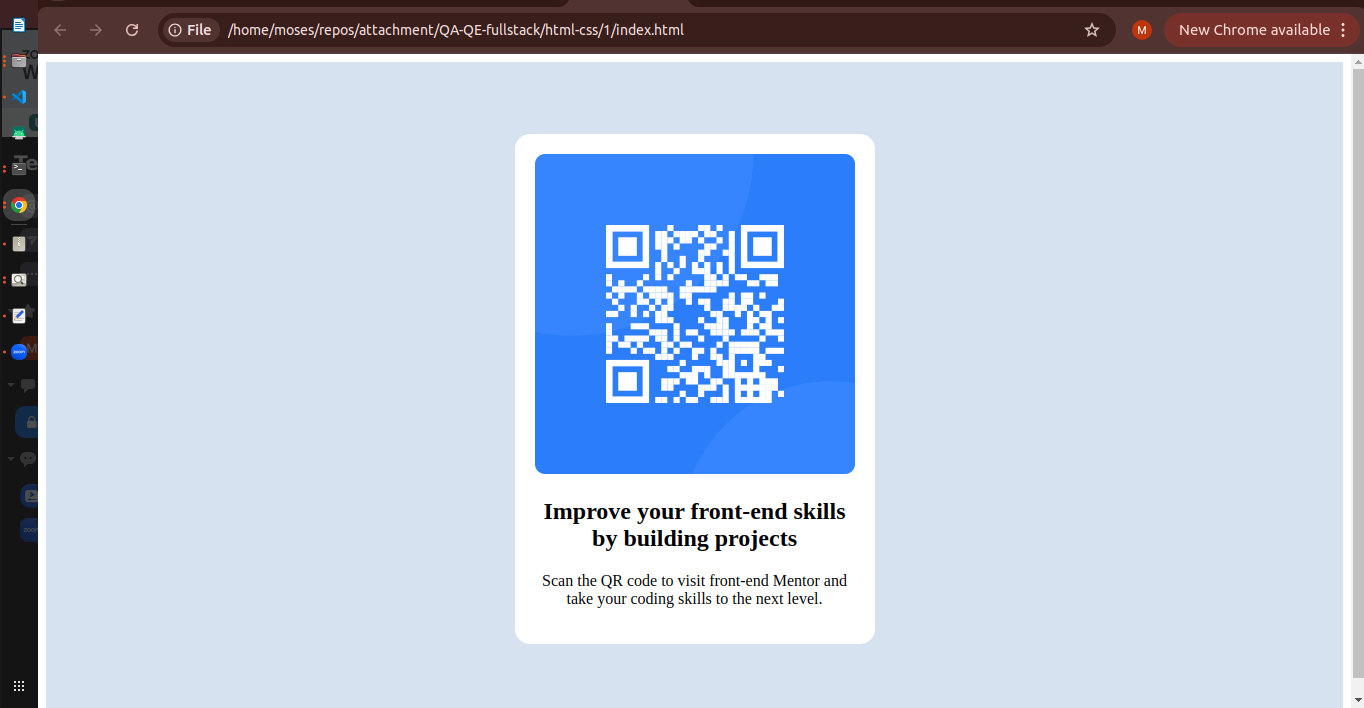 File
/home/moses/repos/attachment/QA-QE-fullstack/html-css/1/index.html
M
New Chrome available
Improve your front-end skills
by building projects
Scan the QR code to visit front-end Mentor and
take your coding skills to the next level.